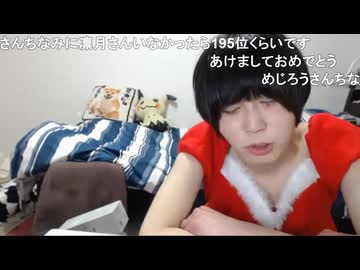 さんちなみに凛月さんいなかったら195位くらいです
あけましておめでとう
めじろうさんちな